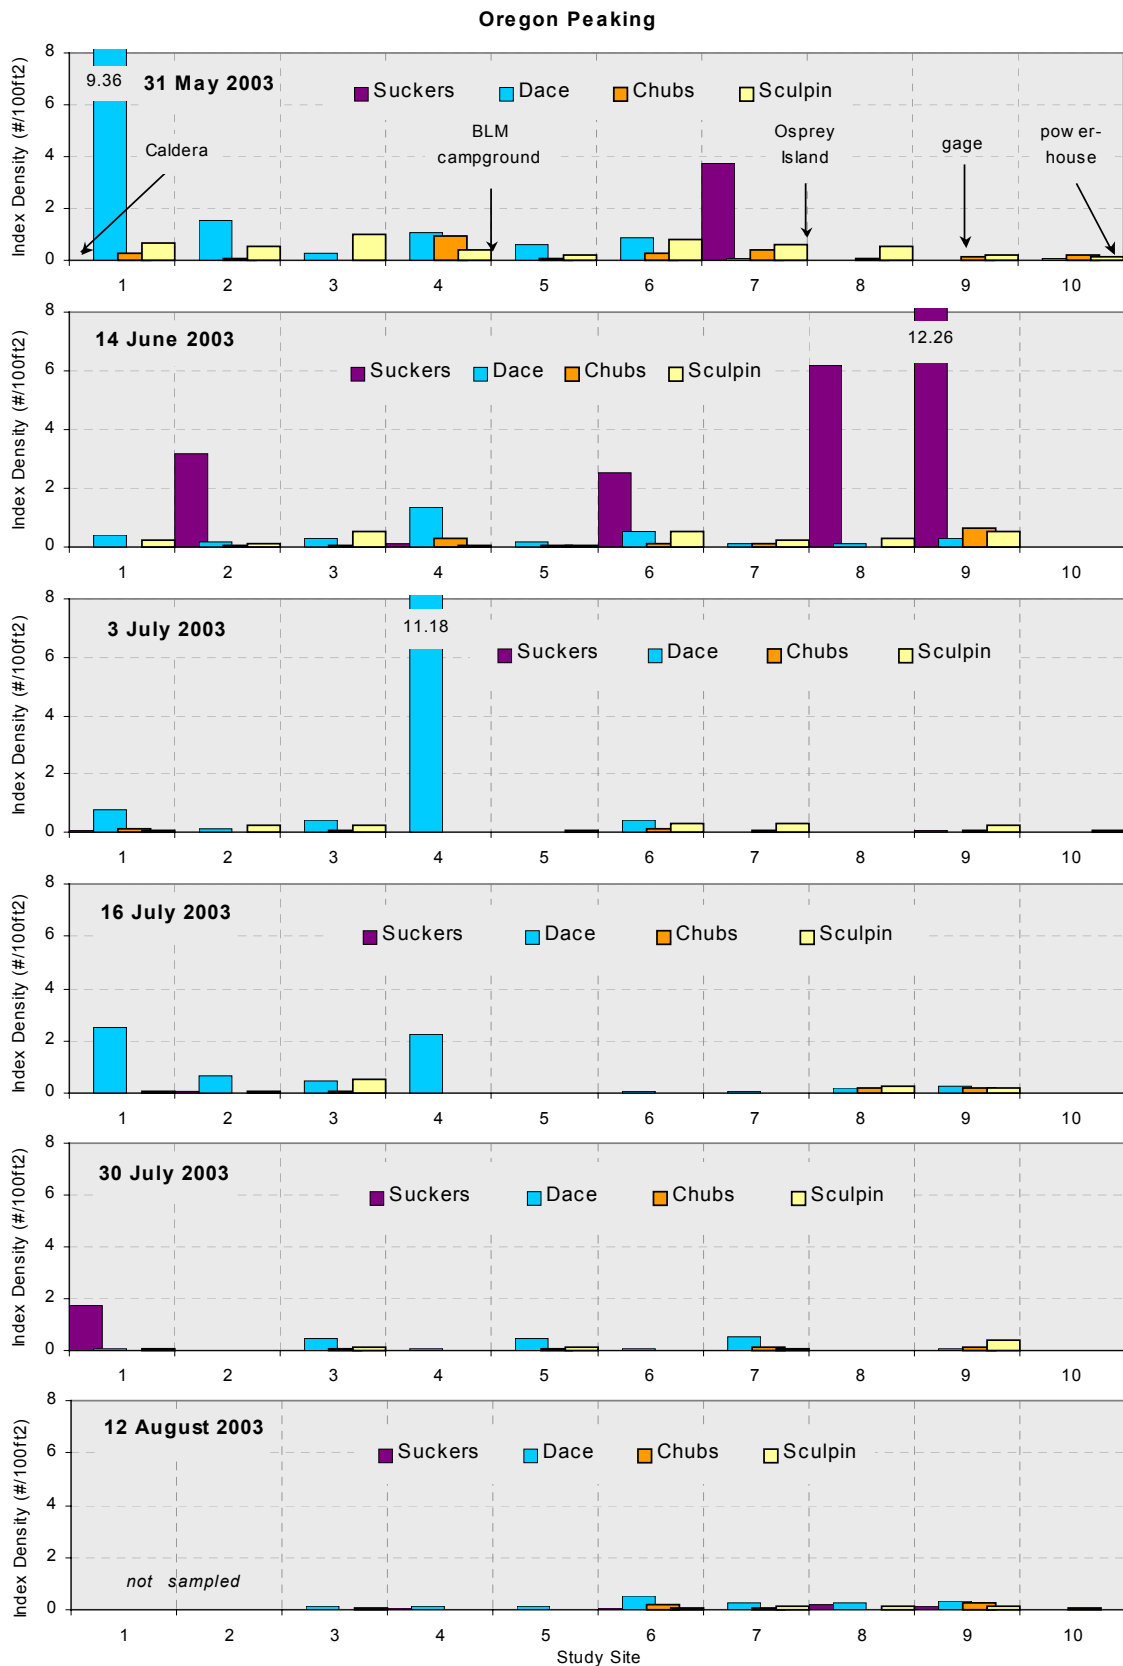 Oregon Peaking
Index Density (#/100ft2)
8
6
4
2
0
9.36
31 May 2003
Suckers Dace Chubs Sculpin
Caldera
BLM
campground
Osprey
Island
gage
pow er-
house
1 2 3 4 5 6 7 8 9 10
Index Density (#/100ft2)
8
6
4
2
0
14 June 2003
Suckers Dace Chubs Sculpin
12.26
1 2 3 4 5 6 7 8 9 10
Index Density (#/100ft2)
8
6
4
2
0
3 July 2003
11.18
Suckers Dace Chubs Sculpin
1 2 3 4 5 6 7 8 9 10
Index Density (#/100ft2)
8
6
4
2
0
16 July 2003
Suckers Dace Chubs Sculpin
1 2 3 4 5 6 7 8 9 10
Index Density (#/100ft2)
8
6
4
2
0
30 July 2003
Suckers Dace Chubs Sculpin
1 2 3 4 5 6 7 8 9 10
Index Density (#/100ft2)
8
6
4
2
0
12 August 2003
Suckers Dace Chubs Sculpin
not sampled
1 2 3 4 5 6 7 8 9 10
Study Site